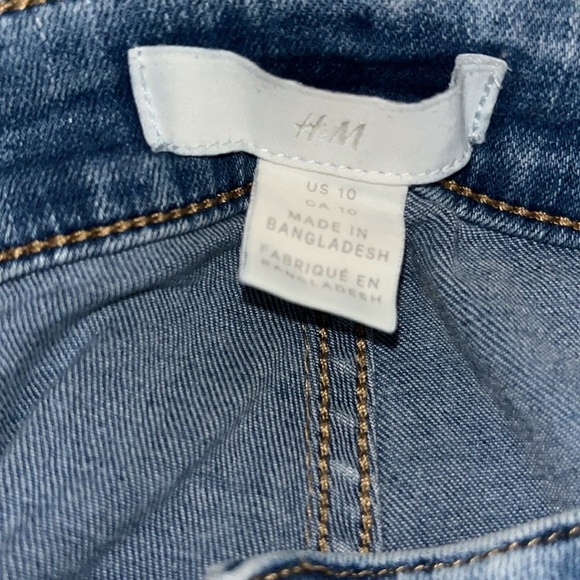 H&M
US 10
CA 10
MADE IN
BANGLADESH
FABRIQUÉ EN
BANGLADESH